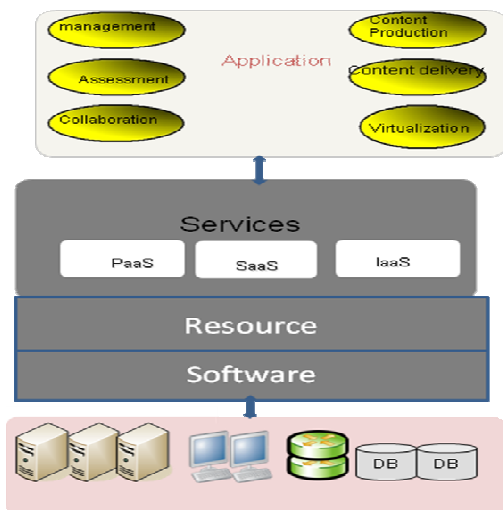 management
Content
Production
Application
Assessment
Content delivery
Collaboration
Virtualization
Services
PaaS
SaaS
IaaS
Resource
Software
DB
DB